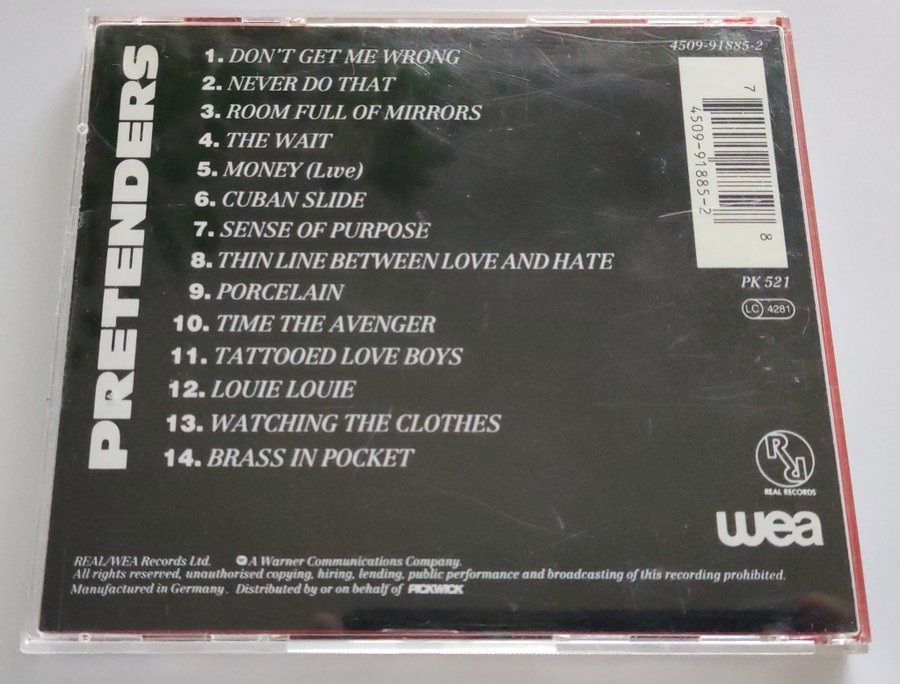 PRETENDERS
1. DON'T GET ME WRONG
2. NEVER DO THAT
3. ROOM FULL OF MIRRORS
4. THE WAIT
5. MONEY (Live)
6. CUBAN SLIDE
7. SENSE OF PURPOSE
8. THIN LINE BETWEEN LOVE AND HATE
9. PORCELAIN
10. TIME THE AVENGER
11. TATTOOED LOVE BOYS
12. LOUIE LOUIE
13. WATCHING THE CLOTHES
14. BRASS IN POCKET
4509-91885-2
7 4509-91885-2 8
PK 521
LC 4281
RR
REAL RECORDS
wea
REAL/WEA Records Ltd. A Warner Communications Company.
All rights reserved, unauthorised copying, hiring, lending, public performance and broadcasting of this recording prohibited.
Manufactured in Germany. Distributed by or on behalf of PICKWICK